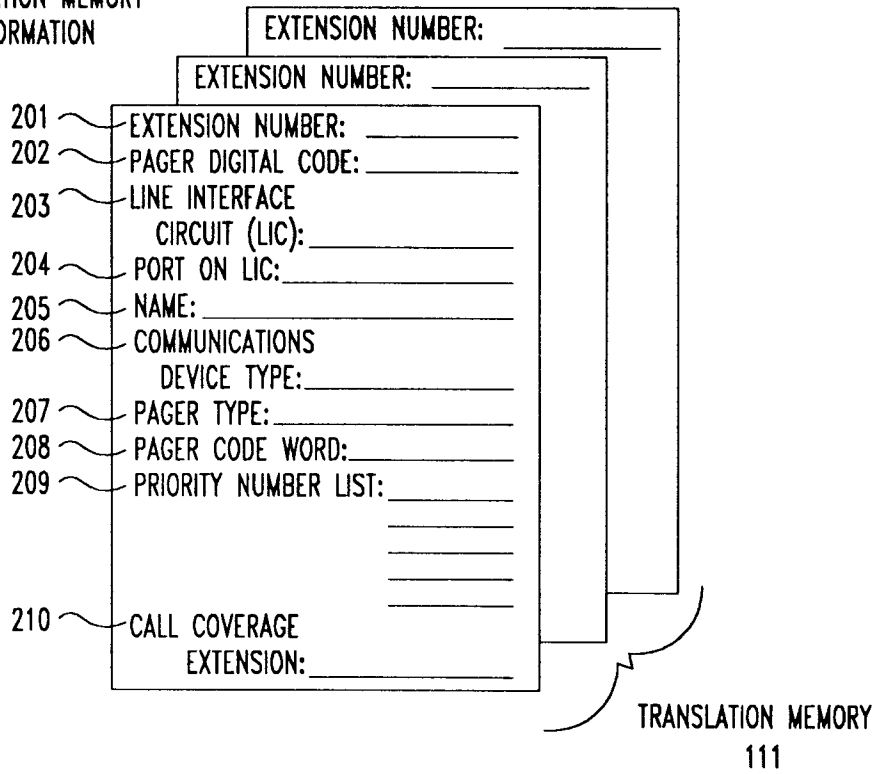 MEMORY
EXTENSION NUMBER:
EXTENSION NUMBER:
201 EXTENSION NUMBER:
202 PAGER DIGITAL CODE:
203 LINE INTERFACE
CIRCUIT (LIC):
204 PORT ON LIC:
205 NAME:
206 COMMUNICATIONS
DEVICE TYPE:
207 PAGER TYPE:
208 PAGER CODE WORD:
209 PRIORITY NUMBER LIST:
210 CALL COVERAGE
EXTENSION:
TRANSLATION MEMORY
111